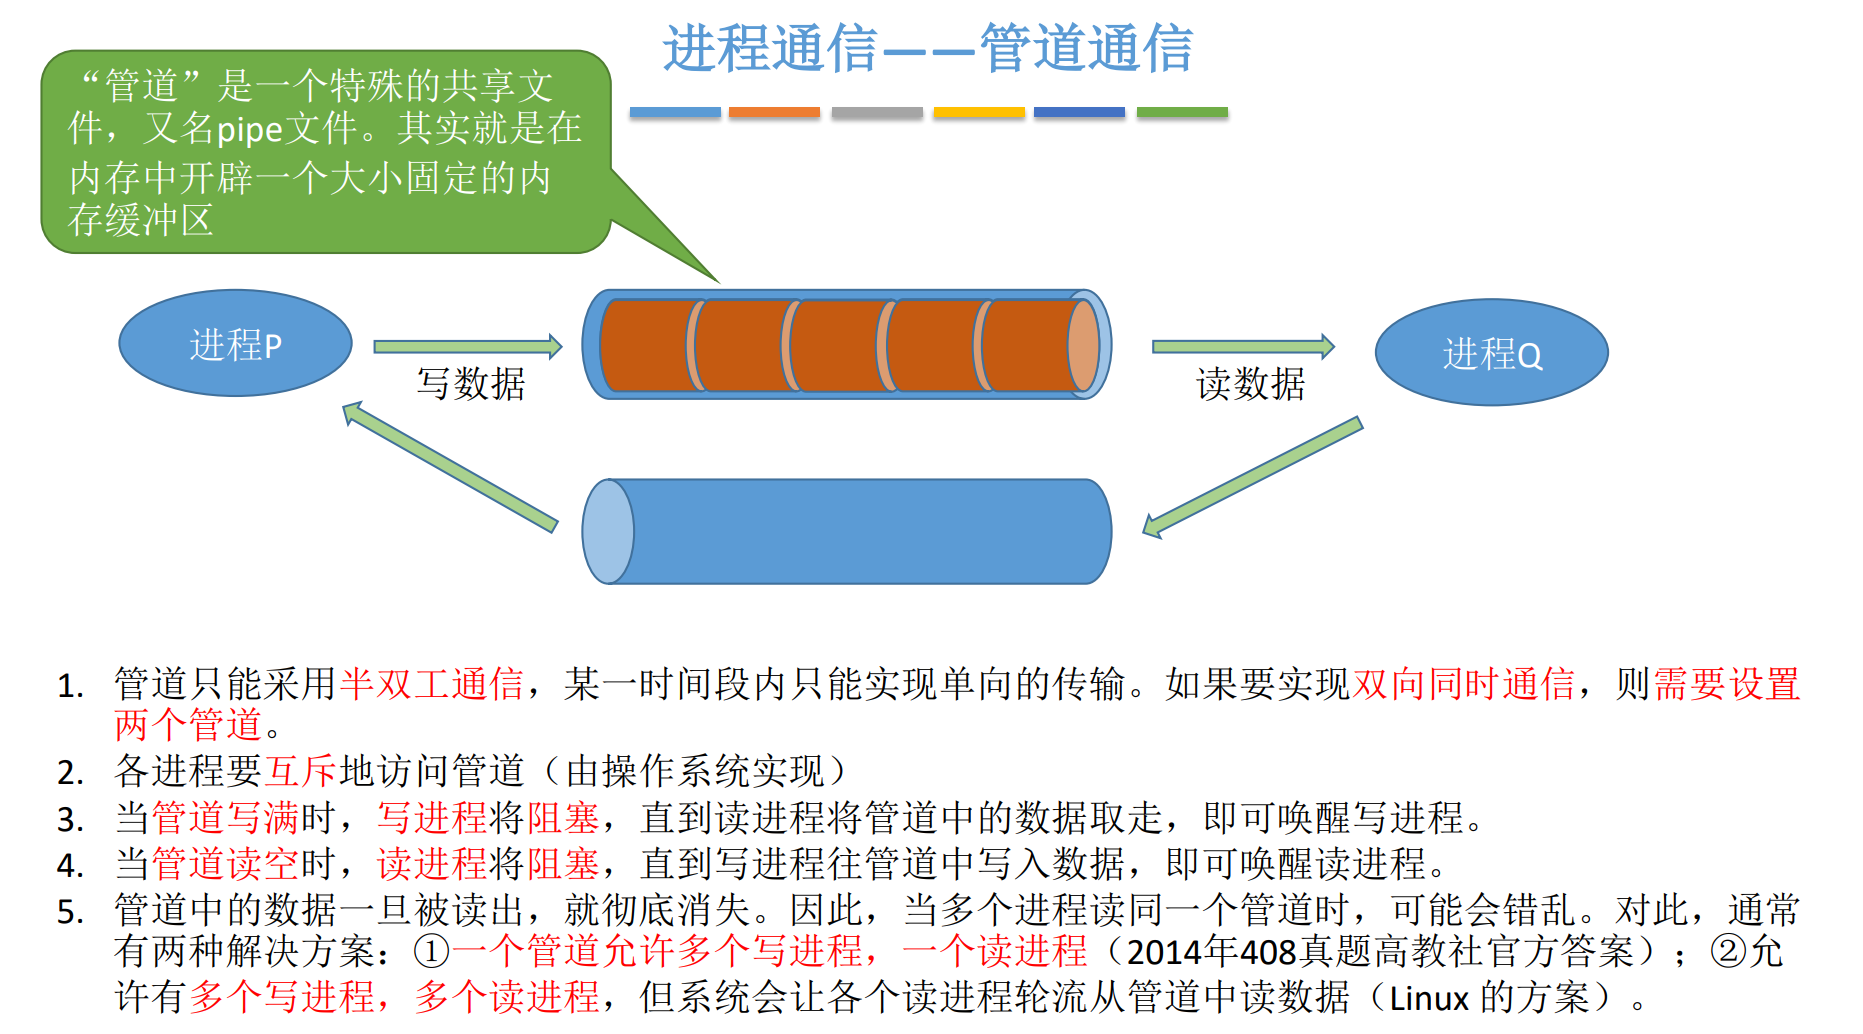 进程通信——管道通信
“管道”是一个特殊的共享文
件，又名pipe文件。其实就是在
内存中开辟一个大小固定的内
存缓冲区
进程P
写数据
读数据
进程Q
1. 管道只能采用半双工通信，某一时间段内只能实现单向的传输。如果要实现双向同时通信，则需要设置
两个管道。
2. 各进程要互斥地访问管道（由操作系统实现）
3. 当管道写满时，写进程将阻塞，直到读进程将管道中的数据取走，即可唤醒写进程。
4. 当管道读空时，读进程将阻塞，直到写进程往管道中写入数据，即可唤醒读进程。
5. 管道中的数据一旦被读出，就彻底消失。因此，当多个进程读同一个管道时，可能会错乱。对此，通常
有两种解决方案：①一个管道允许多个写进程，一个读进程（2014年408真题高教社官方答案）；②允
许有多个写进程，多个读进程，但系统会让各个读进程轮流从管道中读数据（Linux 的方案）。